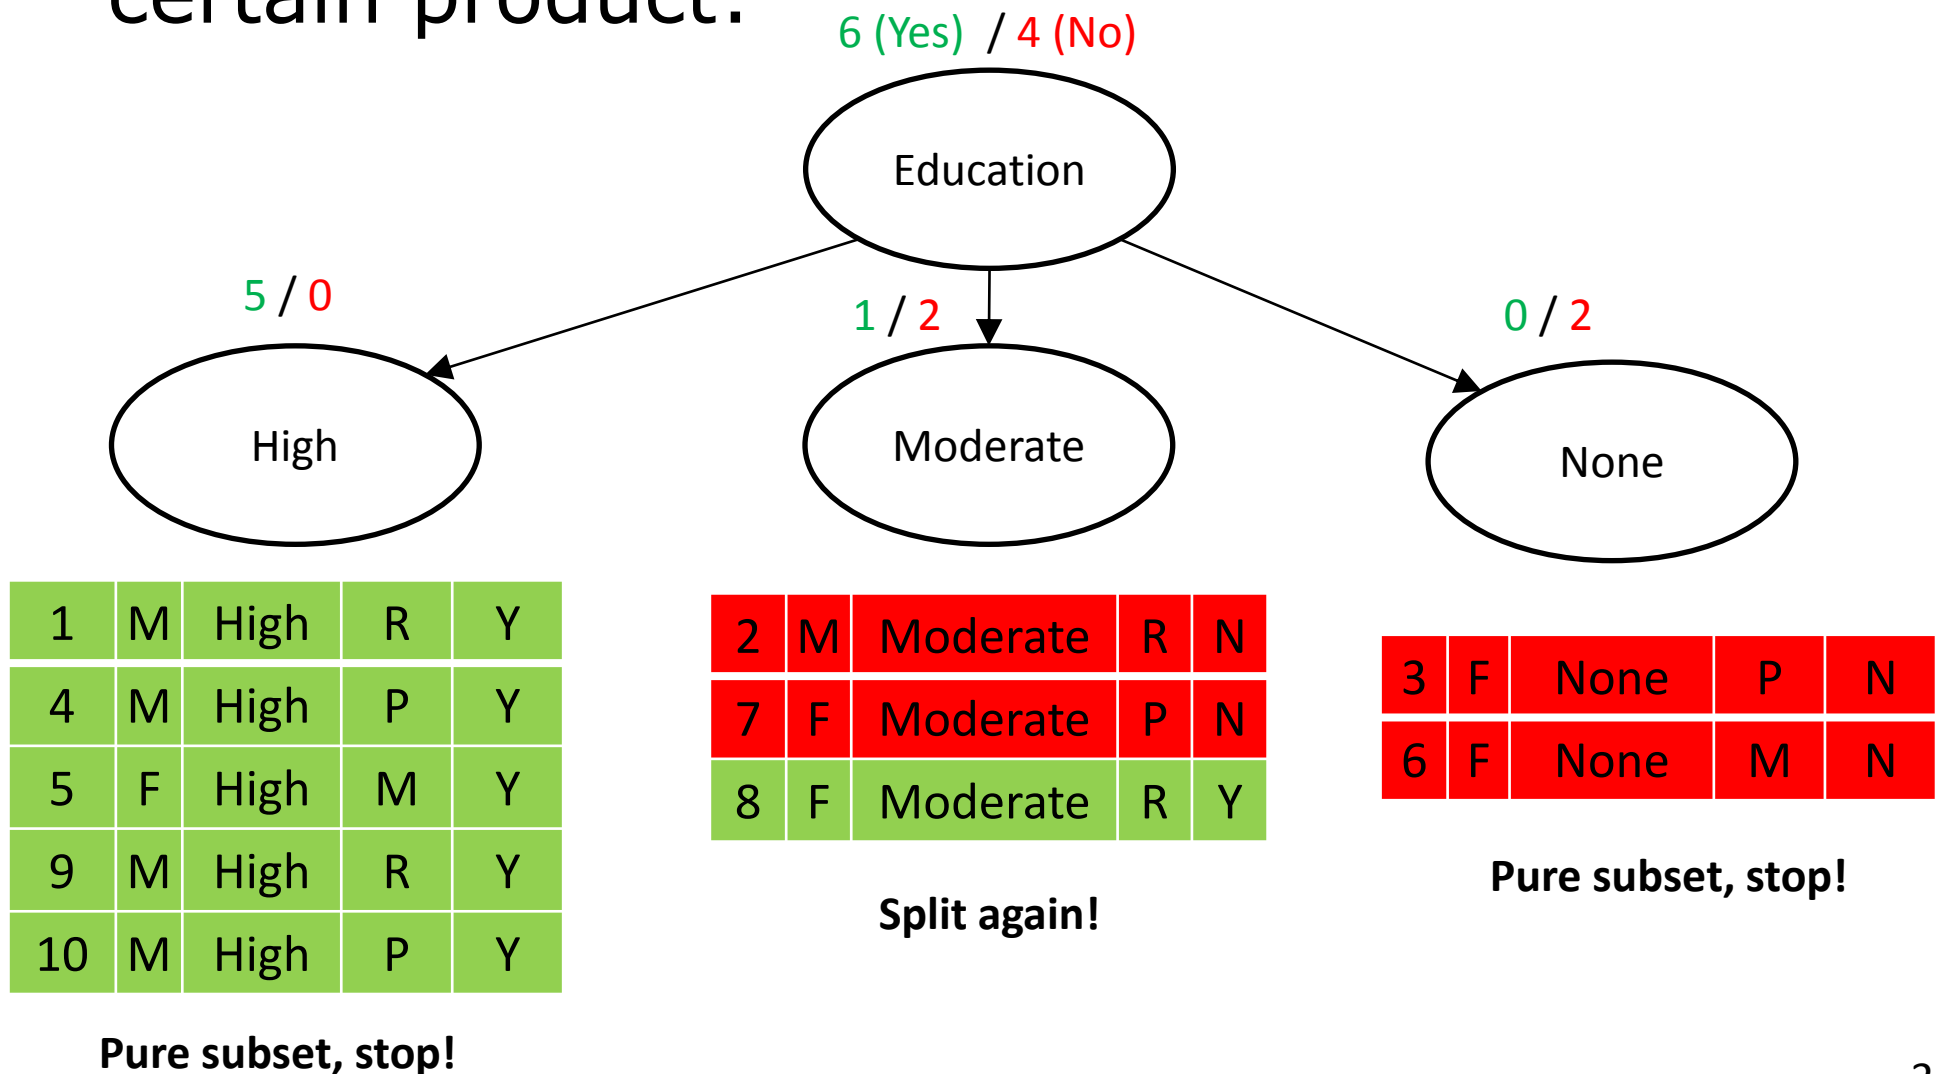 certain product?
6 (Yes) / 4 (No)
Education
5 / 0
1 / 2
0 / 2
High
Moderate
None
1 M High R Y
4 M High P Y
5 F High M Y
9 M High R Y
10 M High P Y
Pure subset, stop!
2 M Moderate R N
7 F Moderate P N
8 F Moderate R Y
Split again!
3 F None P N
6 F None M N
Pure subset, stop!